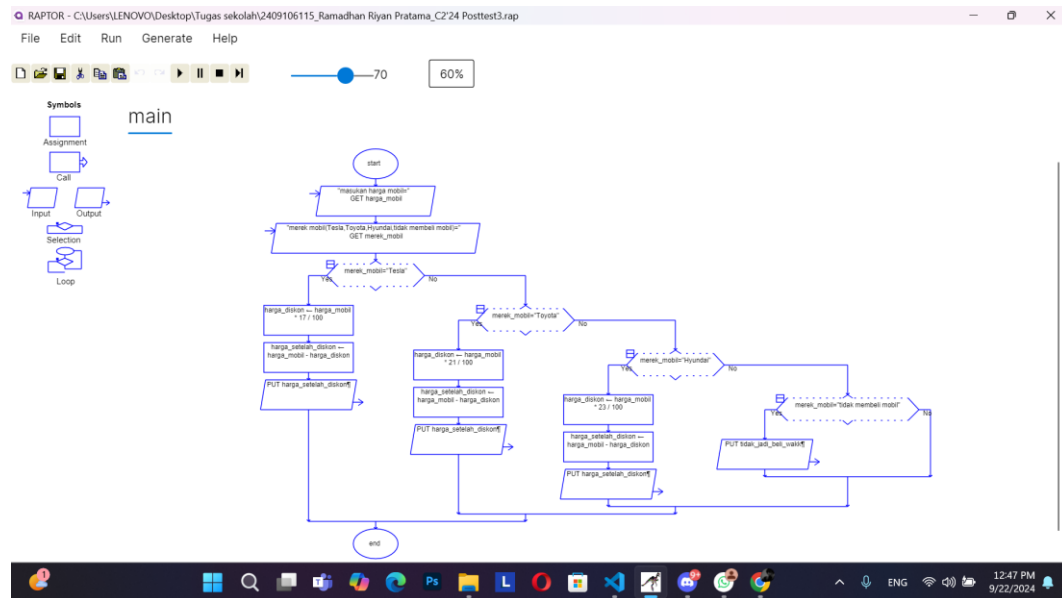 RAPTOR - C:\Users\LENOVO\Desktop\Tugas sekolah\2409106115_Ramadhan Riyan Pratama_C2'24 Posttest3.rap
File Edit Run Generate Help
70
60%
Symbols
Assignment
Call
Input Output
Selection
Loop
main
start
"masukan harga mobil="
GET harga_mobil
"merek mobil(Tesla,Toyota,Hyundai,tidak membeli mobil)="
GET merek_mobil
merek_mobil="Tesla"
Yes No
harga_diskon ← harga_mobil
* 17 / 100
harga_setelah_diskon ←
harga_mobil - harga_diskon
PUT harga_setelah_diskon¶
merek_mobil="Toyota"
Yes No
harga_diskon ← harga_mobil
* 21 / 100
harga_setelah_diskon ←
harga_mobil - harga_diskon
PUT harga_setelah_diskon¶
merek_mobil="Hyundai"
Yes No
harga_diskon ← harga_mobil
* 23 / 100
harga_setelah_diskon ←
harga_mobil - harga_diskon
PUT harga_setelah_diskon¶
merek_mobil="tidak membeli mobil"
Yes No
PUT tidak_jadi_beli_wakk¶
end
1
Ps
L
9+
ENG
12:47 PM
9/22/2024